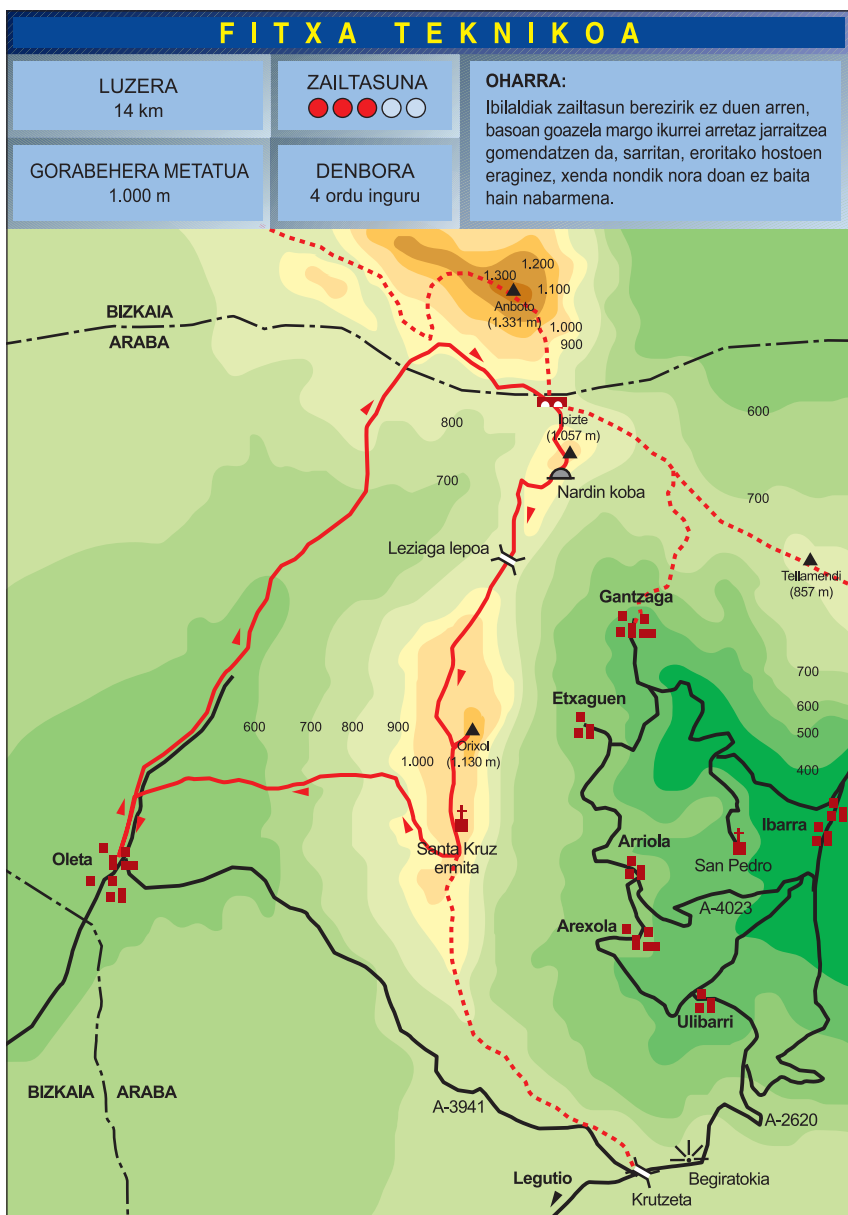 FITXA TEKNIKOA
LUZERA
14 km
ZAILTASUNA
GORABEHERA METATUA
1.000 m
DENBORA
4 ordu inguru
OHARRA:
Ibilaldiak zailtasun berezirik ez duen arren,
basoan goazela margo ikurrei arretaz jarraitzea
gomendatzen da, sarritan, eroritako hostoen
eraginez, xenda nondik nora doan ez baita
hain nabarmena.
1.200
1.300
1.100
Anboto
(1.331 m)
1.000
900
BIZKAIA
ARABA
600
800
Ipizte
(1.057 m)
700
Nardin koba
700
Leziaga lepoa
Tellamendi
(857 m)
Gantzaga
700
600
500
400
Etxaguen
600
700
800
900
1.000
Orixol
(1.130 m)
Ibarra
Santa Kruz
ermita
Arriola
San Pedro
Oleta
A-4023
Arexola
Ulibarri
BIZKAIA
ARABA
A-3941
A-2620
Legutio
Begiratokia
Krutzeta